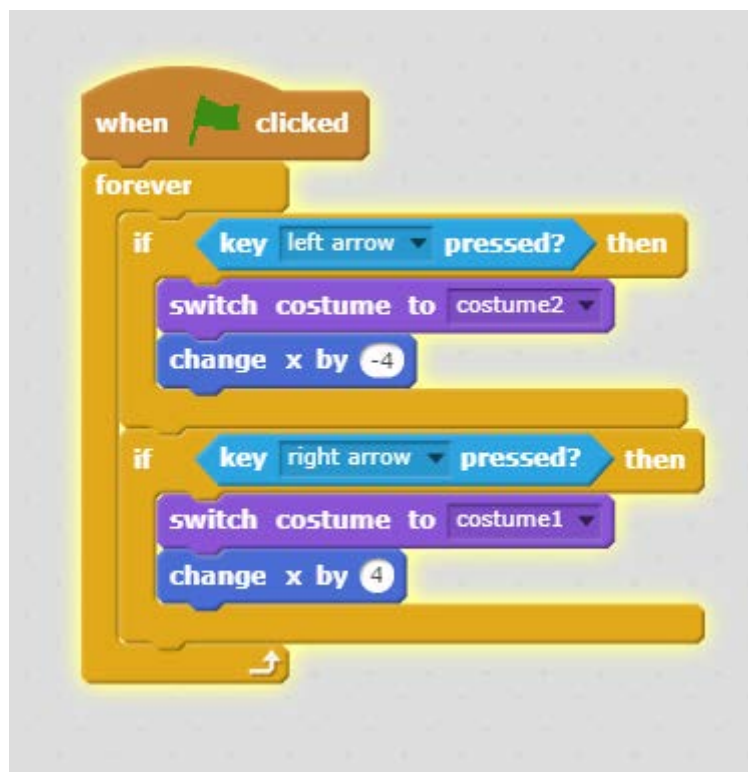 when clicked
forever
if key left arrow pressed? then
switch costume to costume2
change x by -4
if key right arrow pressed? then
switch costume to costume1
change x by 4